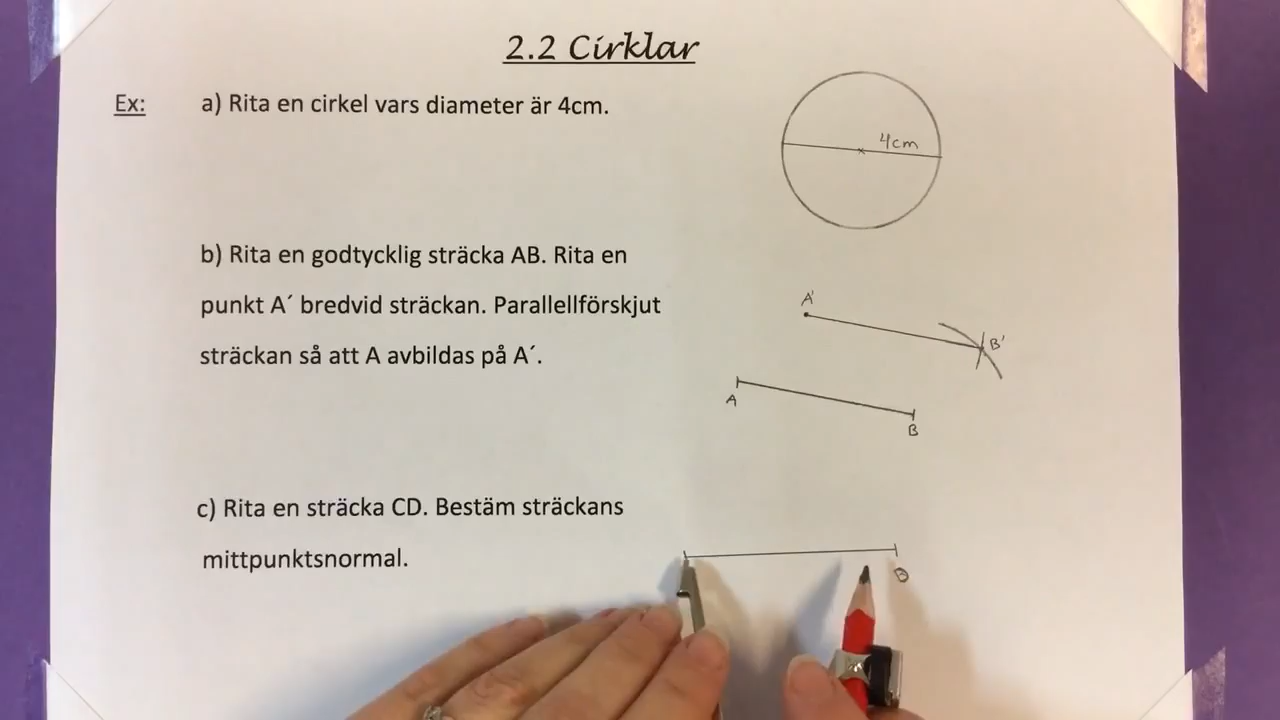 2.2 Cirklar
Ex: a) Rita en cirkel vars diameter är 4cm.
4cm
b) Rita en godtycklig sträcka AB. Rita en
punkt A´ bredvid sträckan. Parallellförskjut
sträckan så att A avbildas på A´.
A'
B'
A
B
c) Rita en sträcka CD. Bestäm sträckans
mittpunktsnormal.
D